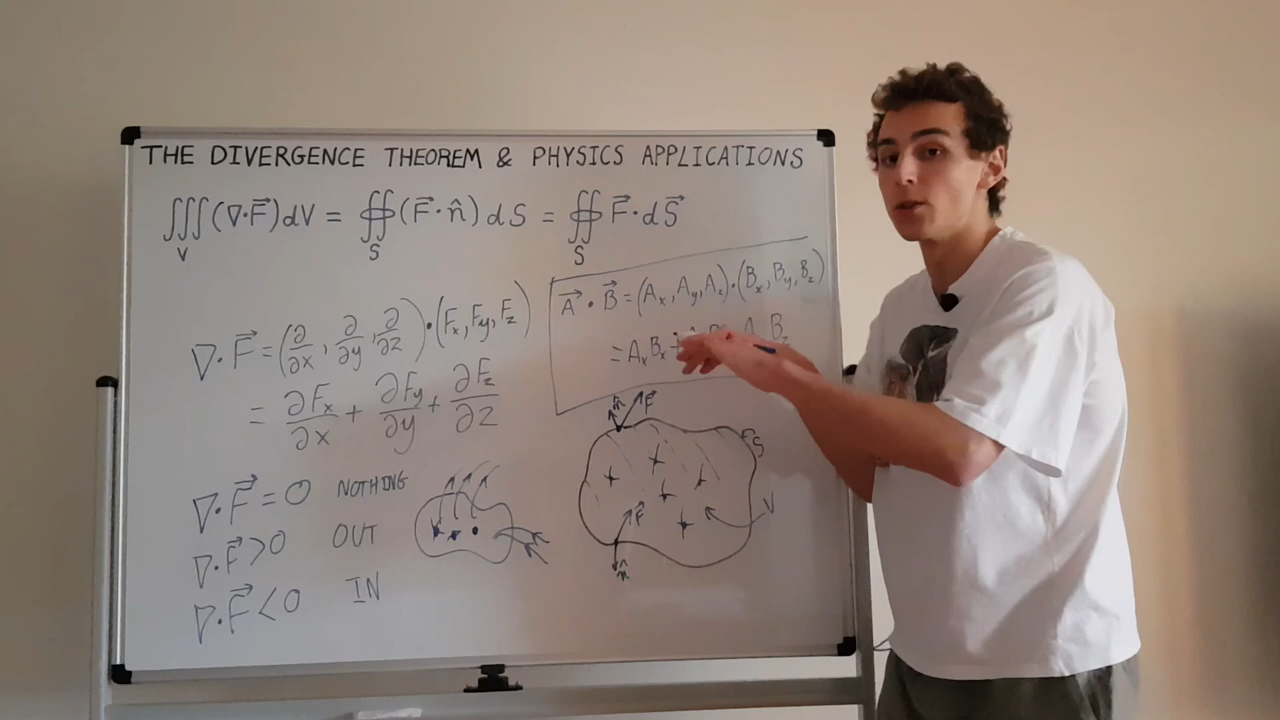 THE DIVERGENCE THEOREM & PHYSICS APPLICATIONS
∭_V (∇·F⃗)dV = ∯_S (F⃗·n̂) dS = ∯_S F⃗·dS⃗
∇·F⃗ = (∂/∂x, ∂/∂y, ∂/∂z)·(Fx, Fy, Fz)
= ∂Fx/∂x + ∂Fy/∂y + ∂Fz/∂z
∇·F⃗ = 0 NOTHING
∇·F⃗ > 0 OUT
∇·F⃗ < 0 IN
A⃗·B⃗ = (Ax, Ay, Az)·(Bx, By, Bz)
= AxBx + Bz
n̂ F⃗
S
F⃗
V
n̂